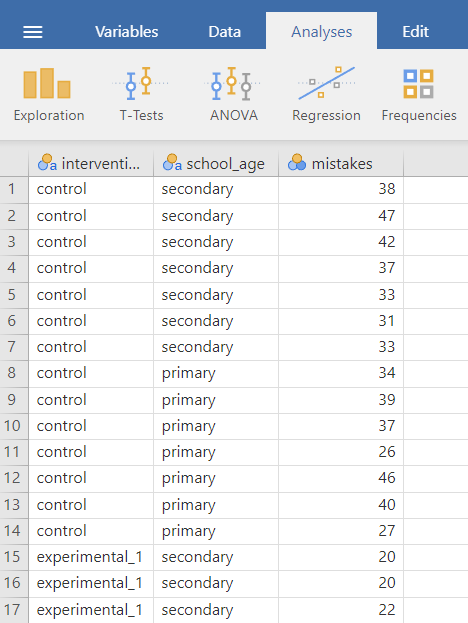 Variables Data Analyses Edit
Exploration T-Tests ANOVA Regression Frequencies
a interventi... a school_age mistakes
1 control secondary 38
2 control secondary 47
3 control secondary 42
4 control secondary 37
5 control secondary 33
6 control secondary 31
7 control secondary 33
8 control primary 34
9 control primary 39
10 control primary 37
11 control primary 26
12 control primary 46
13 control primary 40
14 control primary 27
15 experimental_1 secondary 20
16 experimental_1 secondary 20
17 experimental_1 secondary 22